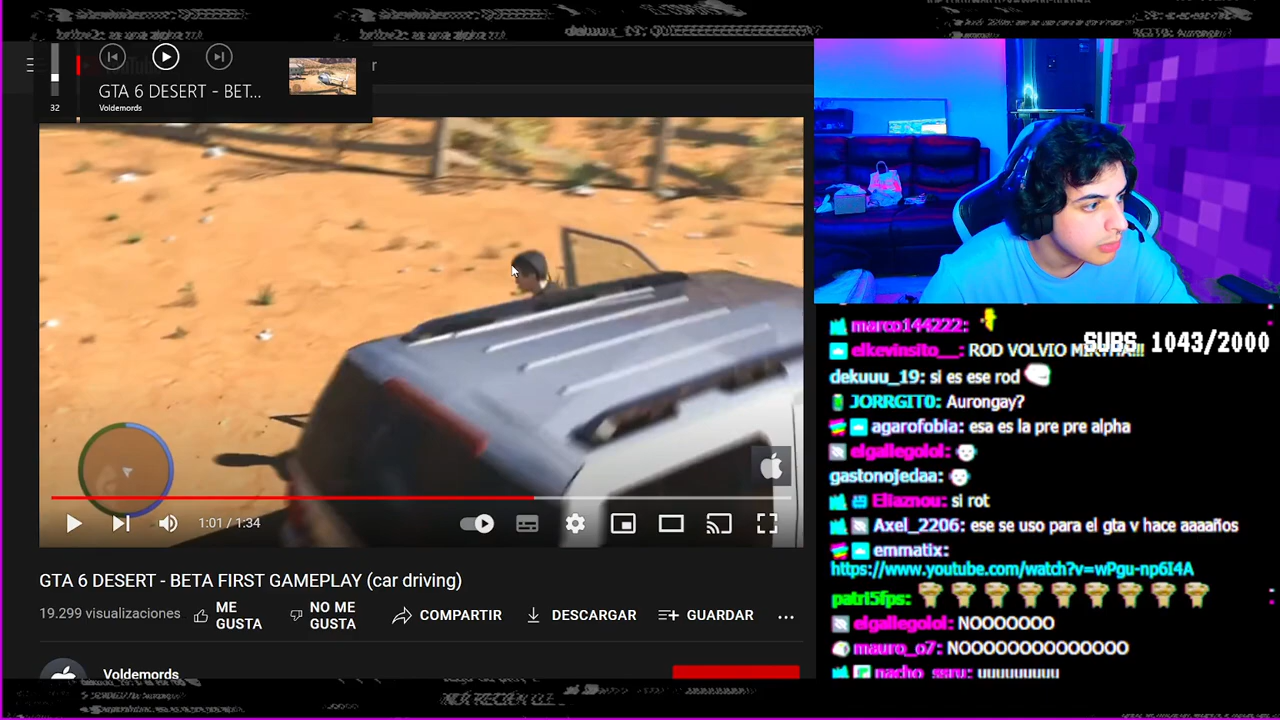 GTA 6 DESERT - BET...
Voldemords
32
r
1:01 / 1:34
GTA 6 DESERT - BETA FIRST GAMEPLAY (car driving)
19.299 visualizaciones
ME GUSTA
NO ME GUSTA
COMPARTIR
DESCARGAR
GUARDAR
Voldemords
marco144222:
SUBS 1043/2000
elkevinsito__: ROD VOLVIO MIRTHA!!!
dekuuu_19: si es ese rod
JORRGIT0: Aurongay?
agarofobia: esa es la pre pre alpha
elgallegolol:
gastonojedaa:
Eliaznou: si rot
Axel_2206: ese se uso para el gta v hace aaaaños
emmatix:
https://www.youtube.com/watch?v=wPgu-np6I4A
patri5fps:
elgallegolol: NOOOOOOO
mauro_o7: NOOOOOOOOOOOOOO
nacho_ssru: uuuuuuuuu